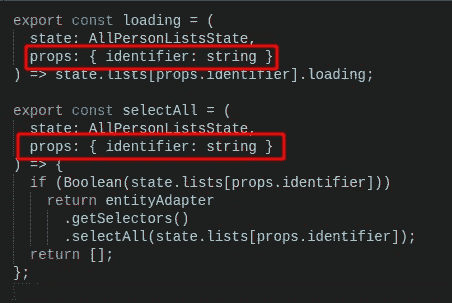 export const loading = (
state: AllPersonListsState,
props: { identifier: string }
) => state.lists[props.identifier].loading;
export const selectAll = (
state: AllPersonListsState,
props: { identifier: string }
) => {
if (Boolean(state.lists[props.identifier]))
return entityAdapter
.getSelectors()
.selectAll(state.lists[props.identifier]);
return [];
};